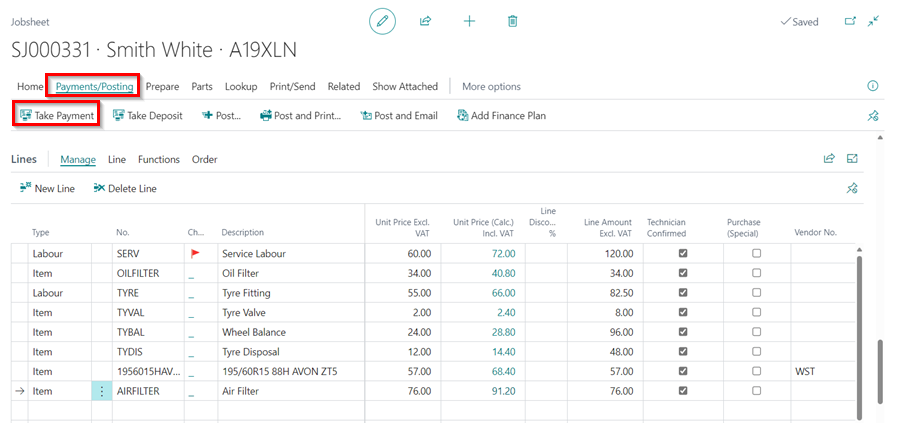 Jobsheet
Saved
SJ000331 · Smith White · A19XLN
Home Payments/Posting Prepare Parts Lookup Print/Send Related Show Attached More options
Take Payment Take Deposit Post... Post and Print... Post and Email Add Finance Plan
Lines Manage Line Functions Order
New Line Delete Line
Type No. Ch... Description Unit Price Excl. VAT Unit Price (Calc.) Incl. VAT Line Disco... % Line Amount Excl. VAT Technician Confirmed Purchase (Special) Vendor No.
Labour SERV Service Labour 60.00 72.00 120.00
Item OILFILTER _ Oil Filter 34.00 40.80 34.00
Labour TYRE _ Tyre Fitting 55.00 66.00 82.50
Item TYVAL _ Tyre Valve 2.00 2.40 8.00
Item TYBAL _ Wheel Balance 24.00 28.80 96.00
Item TYDIS _ Tyre Disposal 12.00 14.40 48.00
Item 1956015HAV... _ 195/60R15 88H AVON ZT5 57.00 68.40 57.00 WST
Item AIRFILTER _ Air Filter 76.00 91.20 76.00